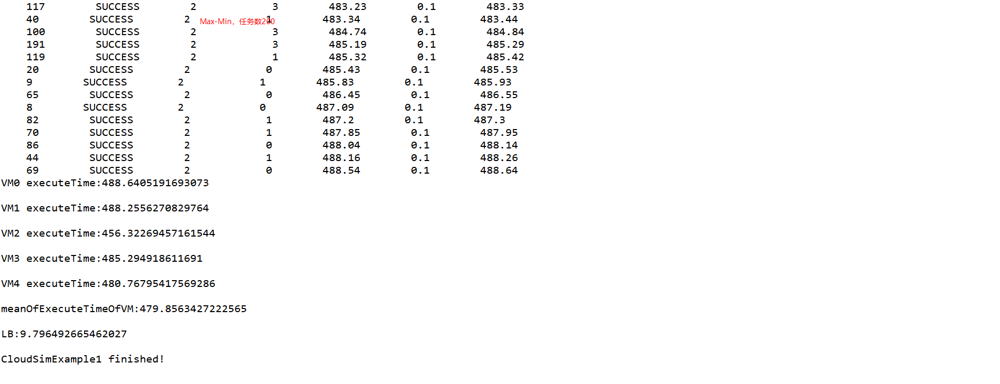 117 SUCCESS 2 3 483.23 0.1 483.33
40 SUCCESS 2 1 483.34 0.1 483.44
Max-Min，任务数200
100 SUCCESS 2 3 484.74 0.1 484.84
191 SUCCESS 2 3 485.19 0.1 485.29
119 SUCCESS 2 1 485.32 0.1 485.42
20 SUCCESS 2 0 485.43 0.1 485.53
9 SUCCESS 2 1 485.83 0.1 485.93
65 SUCCESS 2 0 486.45 0.1 486.55
8 SUCCESS 2 0 487.09 0.1 487.19
82 SUCCESS 2 1 487.2 0.1 487.3
70 SUCCESS 2 1 487.85 0.1 487.95
86 SUCCESS 2 0 488.04 0.1 488.14
44 SUCCESS 2 1 488.16 0.1 488.26
69 SUCCESS 2 0 488.54 0.1 488.64
VM0 executeTime:488.6405191693073
VM1 executeTime:488.2556270829764
VM2 executeTime:456.32269457161544
VM3 executeTime:485.294918611691
VM4 executeTime:480.76795417569286
meanOfExecuteTimeOfVM:479.8563427222565
LB:9.796492665462027
CloudSimExample1 finished!